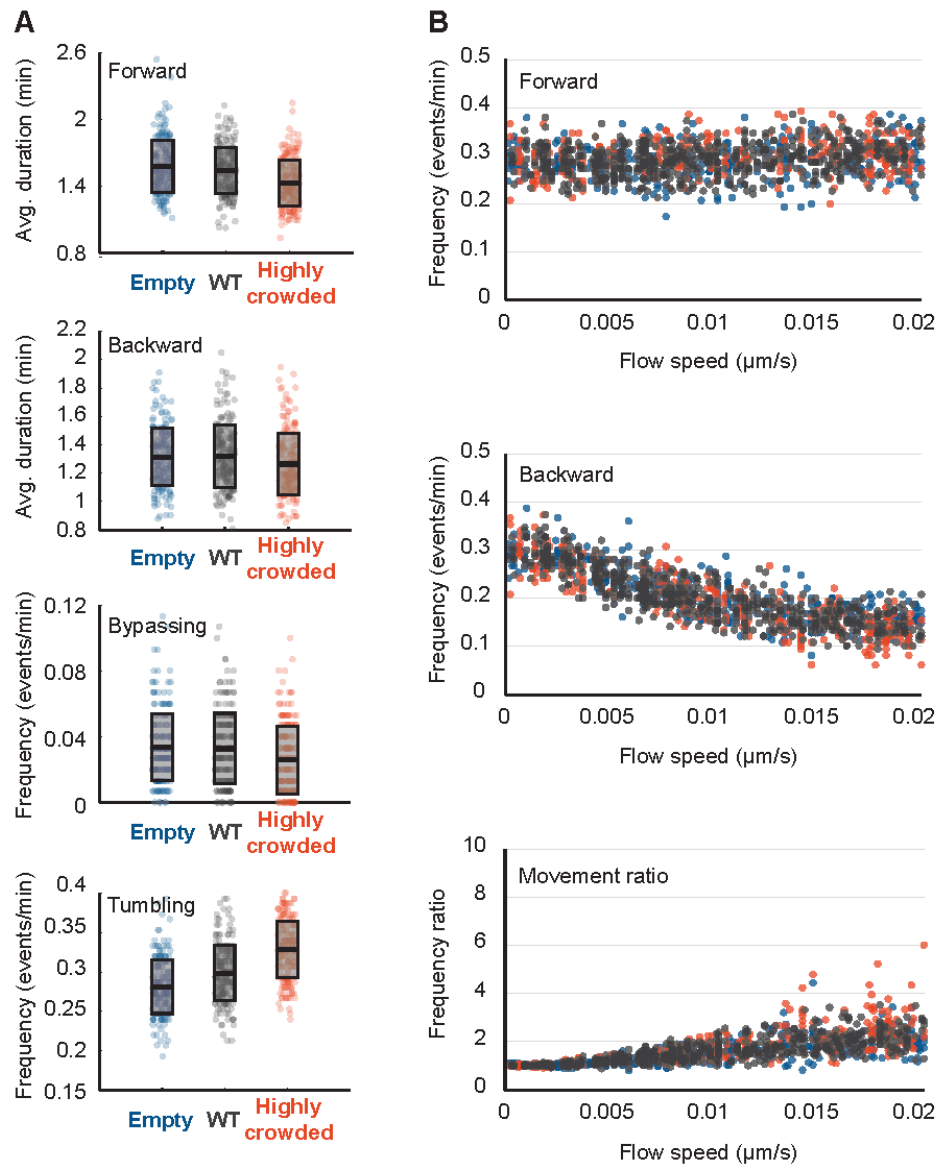 A
Avg. duration (min)
2.6
2
1.4
0.8
Forward
Empty
WT
Highly
crowded
Avg. duration (min)
2.2
2
1.8
1.6
1.4
1.2
1
0.8
Backward
Empty
WT
Highly
crowded
Frequency (events/min)
0.12
0.08
0.04
0
Bypassing
Empty
WT
Highly
crowded
Frequency (events/min)
0.4
0.35
0.3
0.25
0.2
0.15
Tumbling
Empty
WT
Highly
crowded
B
Frequency (events/min)
0.5
0.4
0.3
0.2
0.1
0
Forward
0 0.005 0.01 0.015 0.02
Flow speed (µm/s)
Frequency (events/min)
0.5
0.4
0.3
0.2
0.1
0
Backward
0 0.005 0.01 0.015 0.02
Flow speed (µm/s)
Frequency ratio
10
8
6
4
2
0
Movement ratio
0 0.005 0.01 0.015 0.02
Flow speed (µm/s)